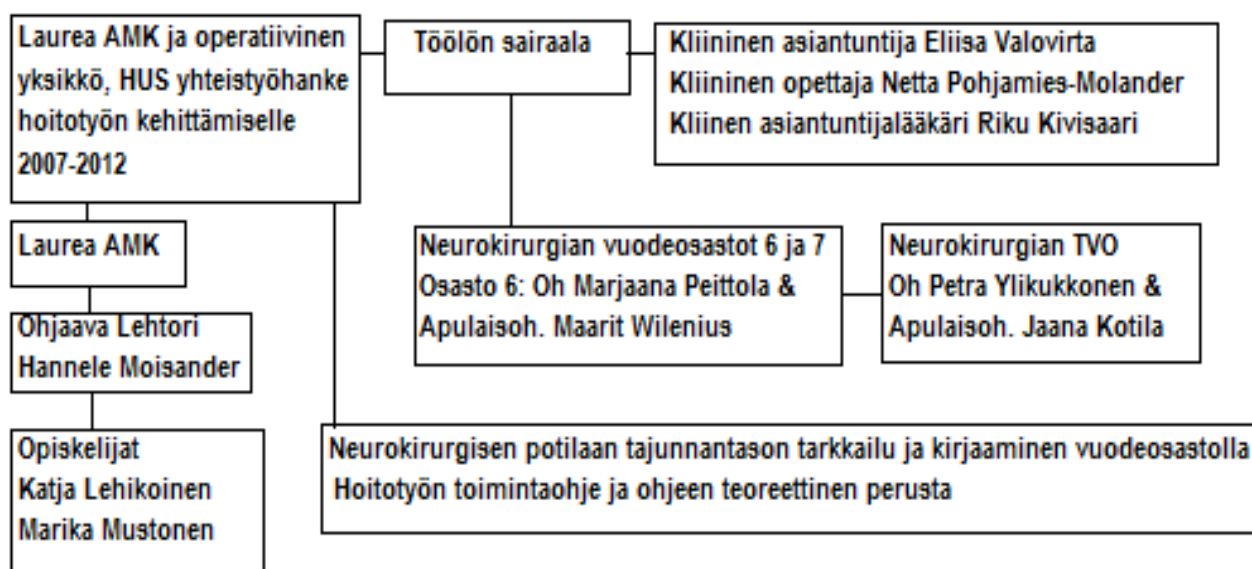 Laurea AMK ja operatiivinen
yksikkö, HUS yhteistyöhanke
hoitotyön kehittämiselle
2007-2012
Töölön sairaala
Kliininen asiantuntija Eliisa Valovirta
Kliininen opettaja Netta Pohjamies-Molander
Kliinen asiantuntijalääkäri Riku Kivisaari
Laurea AMK
Neurokirurgian vuodeosastot 6 ja 7
Osasto 6: Oh Marjaana Peittola &
Apulaisoh. Maarit Wilenius
Neurokirurgian TVO
Oh Petra Ylikukkonen &
Apulaisoh. Jaana Kotila
Ohjaava Lehtori
Hannele Moisander
Opiskelijat
Katja Lehikoinen
Marika Mustonen
Neurokirurgisen potilaan tajunnantason tarkkailu ja kirjaaminen vuodeosastolla
Hoitotyön toimintaohje ja ohjeen teoreettinen perusta